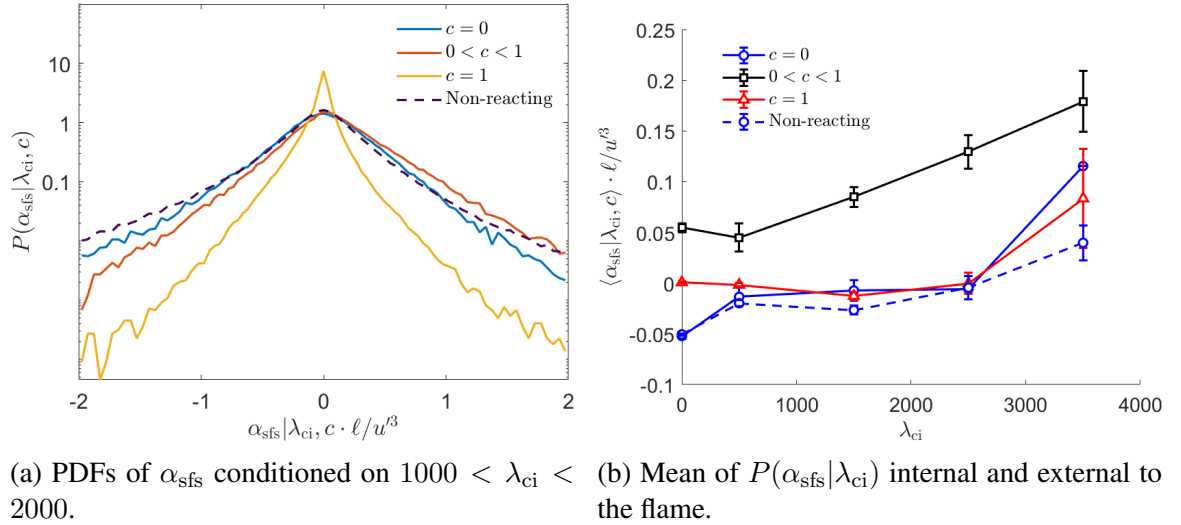 c = 0
0 < c < 1
c = 1
Non-reacting
10
1
0.1
P(α_sfs|λ_ci, c)
-2 -1 0 1 2
α_sfs|λ_ci, c · ℓ/u′³
(a) PDFs of α_sfs conditioned on 1000 < λ_ci <
2000.
c = 0
0 < c < 1
c = 1
Non-reacting
0.25
0.2
0.15
0.1
0.05
0
-0.05
-0.1
⟨α_sfs|λ_ci, c⟩ · ℓ/u′³
0 1000 2000 3000 4000
λ_ci
(b) Mean of P(α_sfs|λ_ci) internal and external to
the flame.